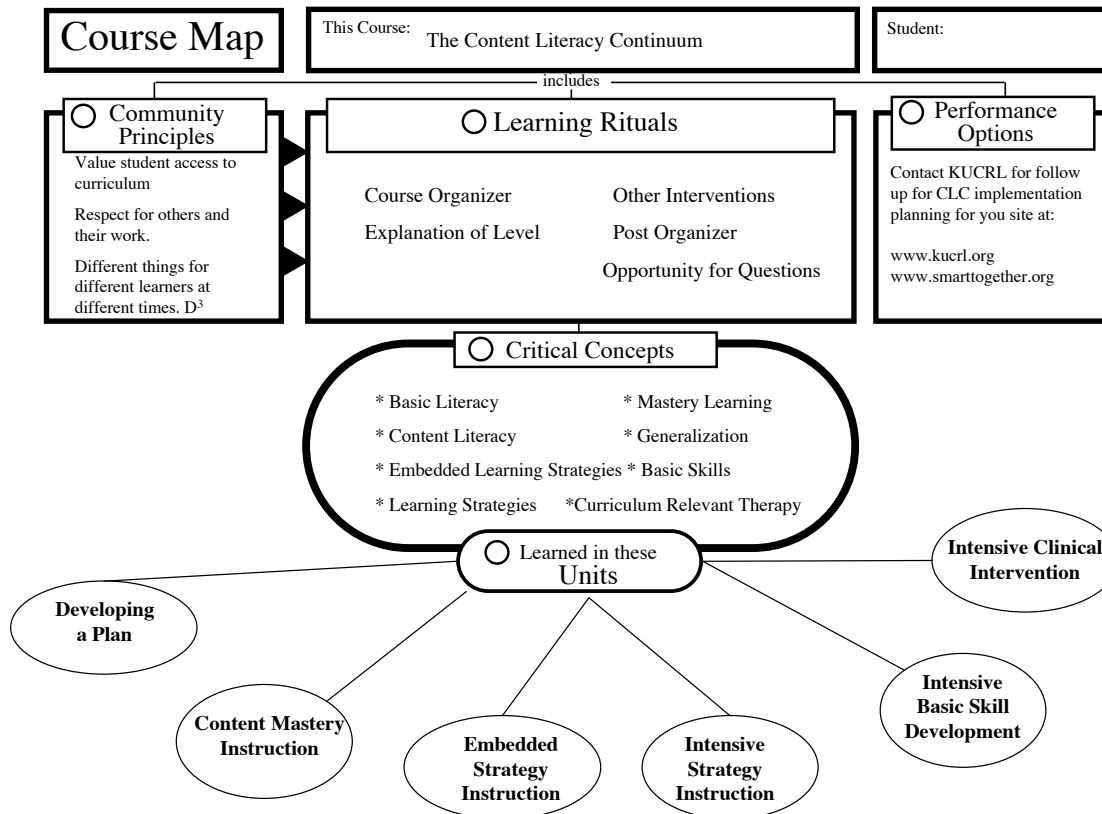 Course Map
This Course:
The Content Literacy Continuum
Student:
includes
Community
Principles
Value student access to
curriculum
Respect for others and
their work.
Different things for
different learners at
different times. D³
Learning Rituals
Course Organizer
Other Interventions
Explanation of Level
Post Organizer
Opportunity for Questions
Performance
Options
Contact KUCRL for follow
up for CLC implementation
planning for you site at:
www.kucrl.org
www.smarttogether.org
Critical Concepts
* Basic Literacy
* Mastery Learning
* Content Literacy
* Generalization
* Embedded Learning Strategies
* Basic Skills
* Learning Strategies
*Curriculum Relevant Therapy
Learned in these
Units
Developing
a Plan
Content Mastery
Instruction
Embedded
Strategy
Instruction
Intensive
Strategy
Instruction
Intensive
Basic Skill
Development
Intensive Clinical
Intervention